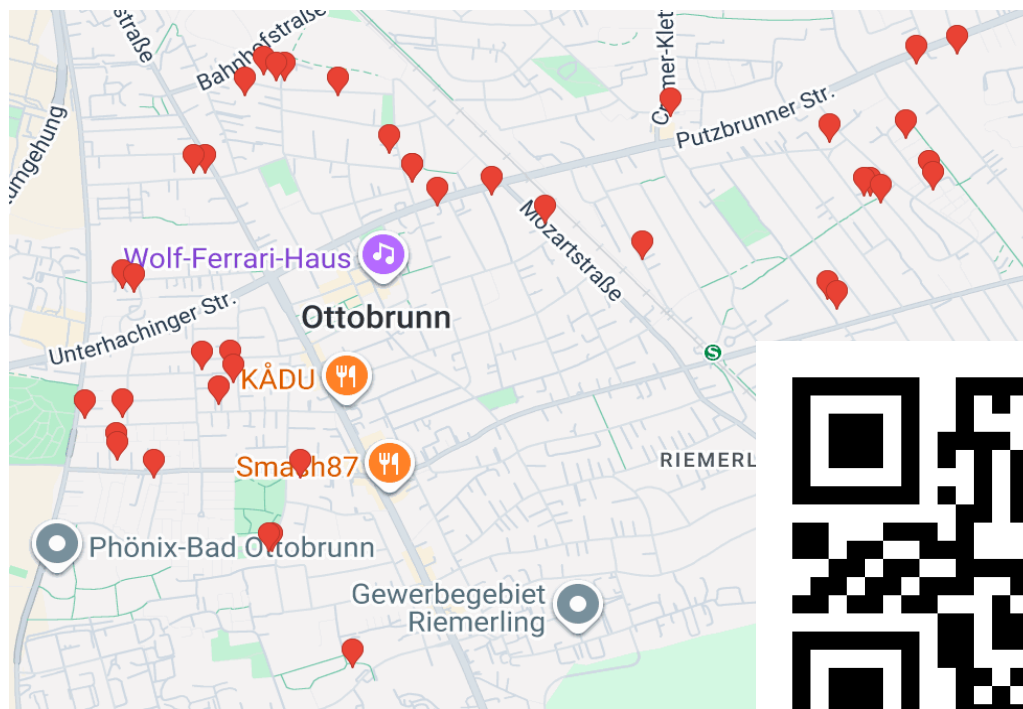 straße
Bahnhofstraße
Putzbrunner Str.
umgehung
Mozartstraße
Wolf-Ferrari-Haus
Ottobrunn
Unterhachinger Str.
S
KÅDU
RIEMERL
Smash87
Phönix-Bad Ottobrunn
Gewerbegebiet
Riemerling